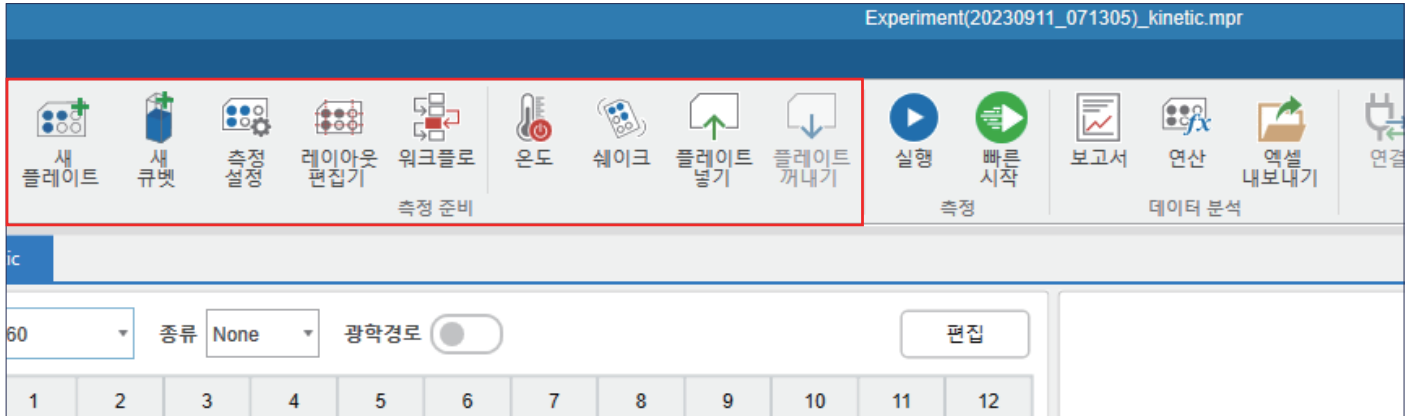 Experiment(20230911_071305)_kinetic.mpr
새 플레이트
새 큐벳
측정 설정
레이아웃 편집기
워크플로
온도
쉐이크
플레이트 넣기
플레이트 꺼내기
실행
빠른 시작
보고서
fx
연산
엑셀 내보내기
연결
측정 준비
측정
데이터 분석
ic
60
종류 None
광학경로
편집
1 2 3 4 5 6 7 8 9 10 11 12